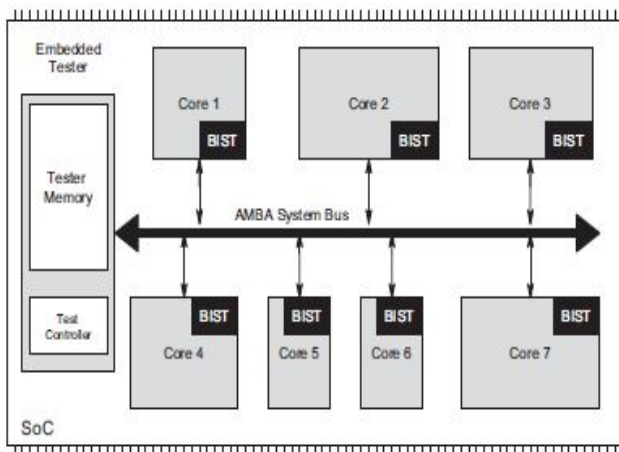 Embedded
Tester
Core 1
BIST
Core 2
BIST
Core 3
BIST
Tester
Memory
AMBA System Bus
Test
Controller
BIST
Core 4
BIST
Core 5
BIST
Core 6
BIST
Core 7
SoC